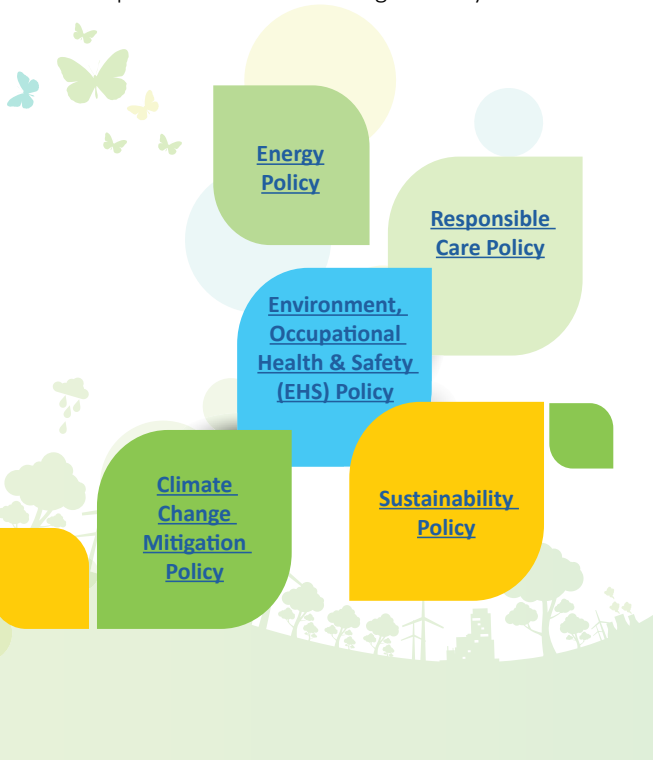 Energy
Policy
Responsible
Care Policy
Environment,
Occupational
Health & Safety
(EHS) Policy
Climate
Change
Mitigation
Policy
Sustainability
Policy